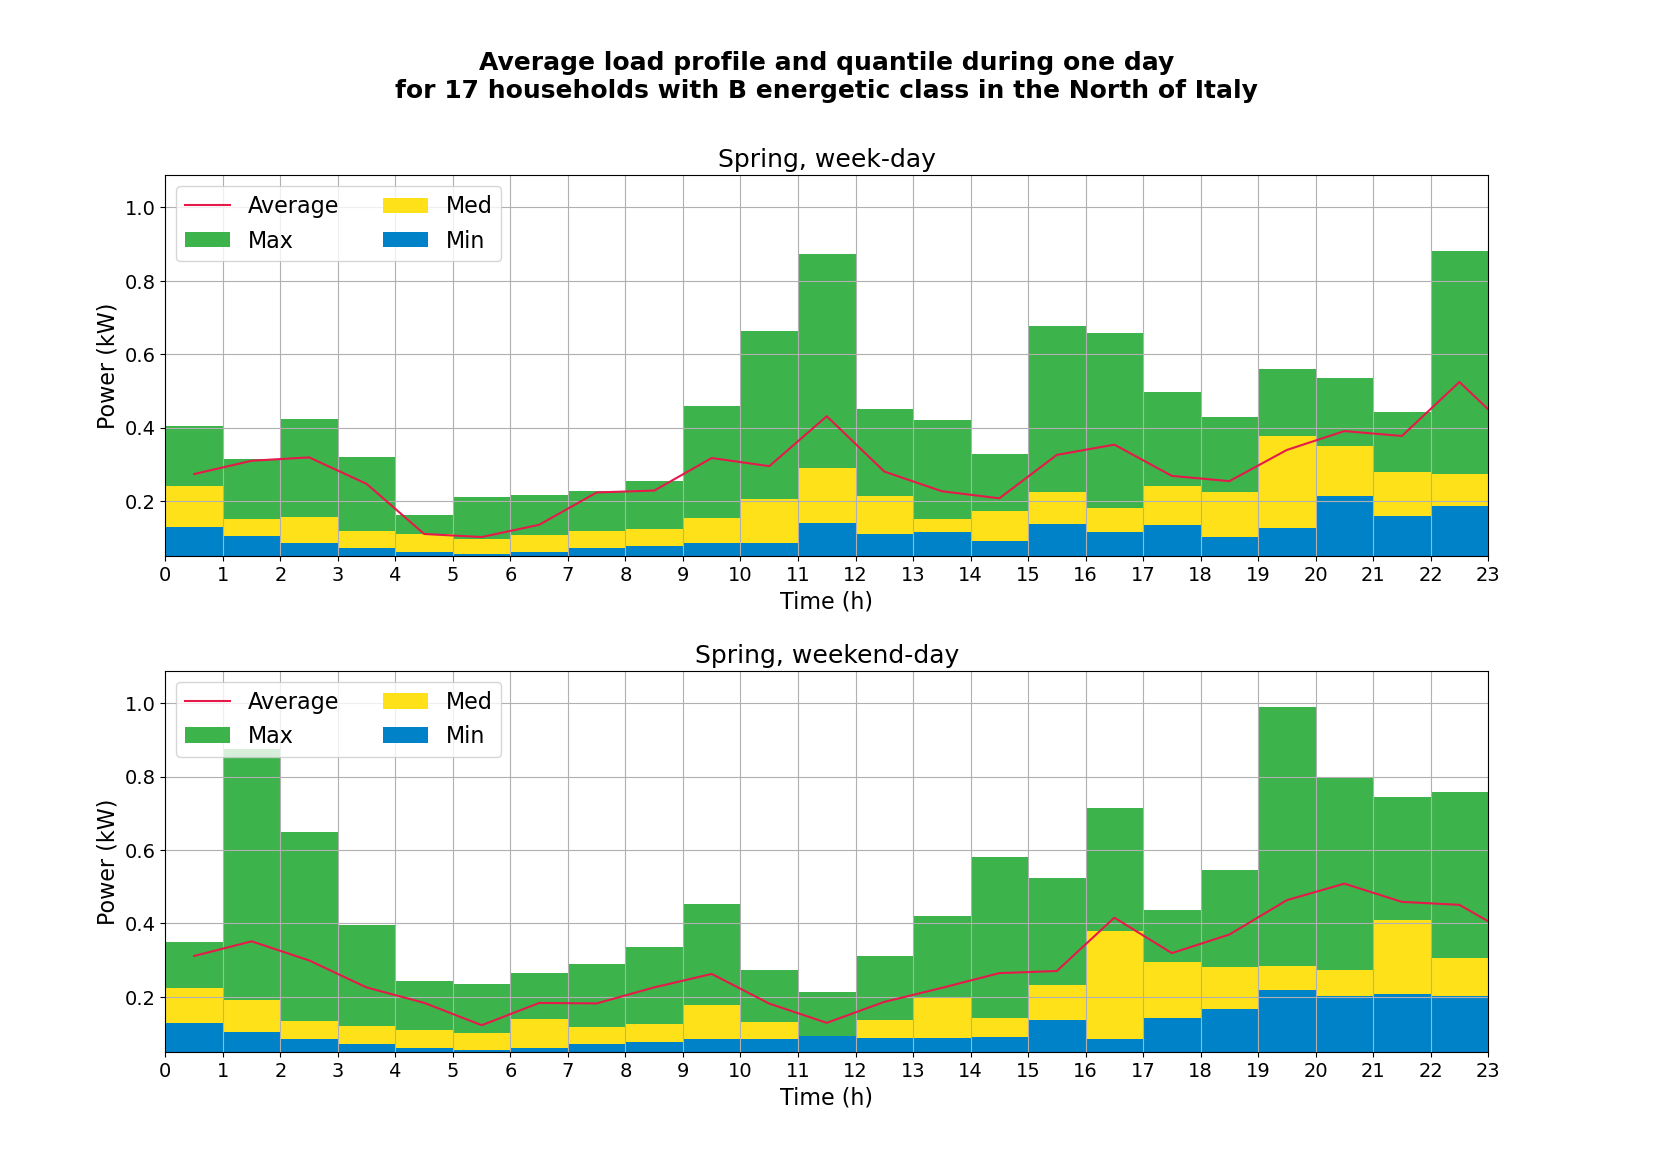 Average load profile and quantile during one day
for 17 households with B energetic class in the North of Italy
Spring, week-day
Average Med
Max Min
1.0
0.8
0.6
0.4
0.2
Power (kW)
0 1 2 3 4 5 6 7 8 9 10 11 12 13 14 15 16 17 18 19 20 21 22 23
Time (h)
Spring, weekend-day
Average Med
Max Min
1.0
0.8
0.6
0.4
0.2
Power (kW)
0 1 2 3 4 5 6 7 8 9 10 11 12 13 14 15 16 17 18 19 20 21 22 23
Time (h)